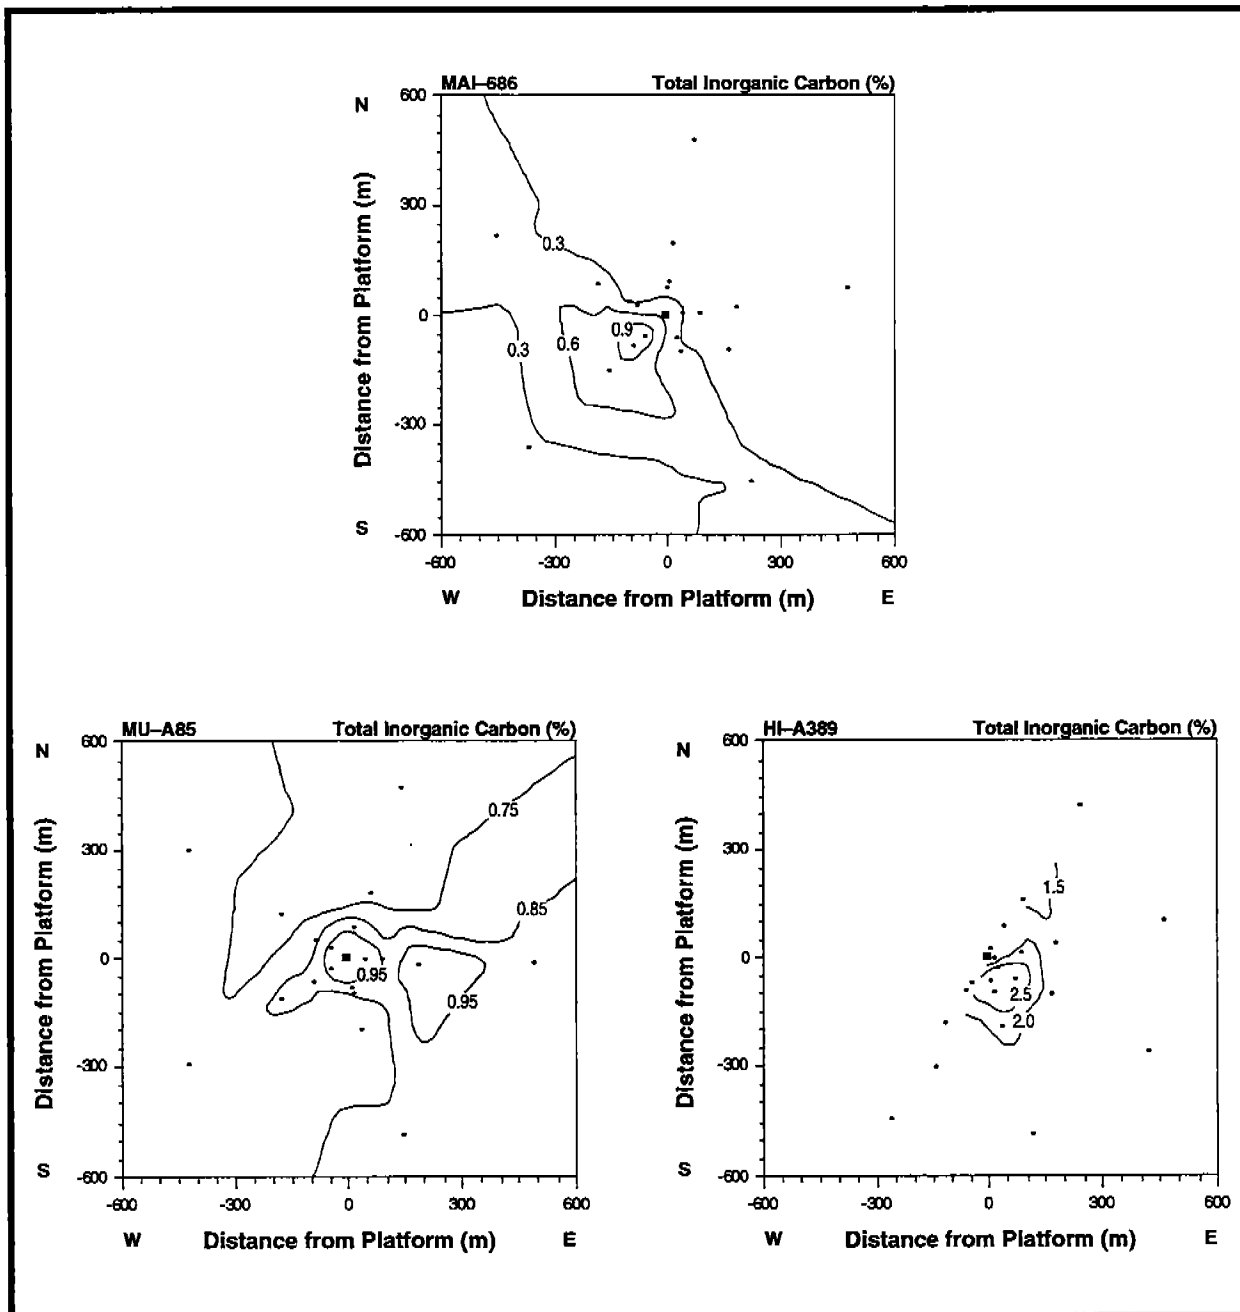 MAI–686 Total Inorganic Carbon (%)
N
600
300
0
-300
-600
S
Distance from Platform (m)
0.3
0.9
0.6
0.3
-600 -300 0 300 600
W Distance from Platform (m) E
MU–A85 Total Inorganic Carbon (%)
N
600
300
0
-300
-600
S
Distance from Platform (m)
0.75
0.85
0.95
0.95
-600 -300 0 300 600
W Distance from Platform (m) E
HI–A389 Total Inorganic Carbon (%)
N
600
300
0
-300
-600
S
Distance from Platform (m)
1.5
2.5
2.0
-600 -300 0 300 600
W Distance from Platform (m) E